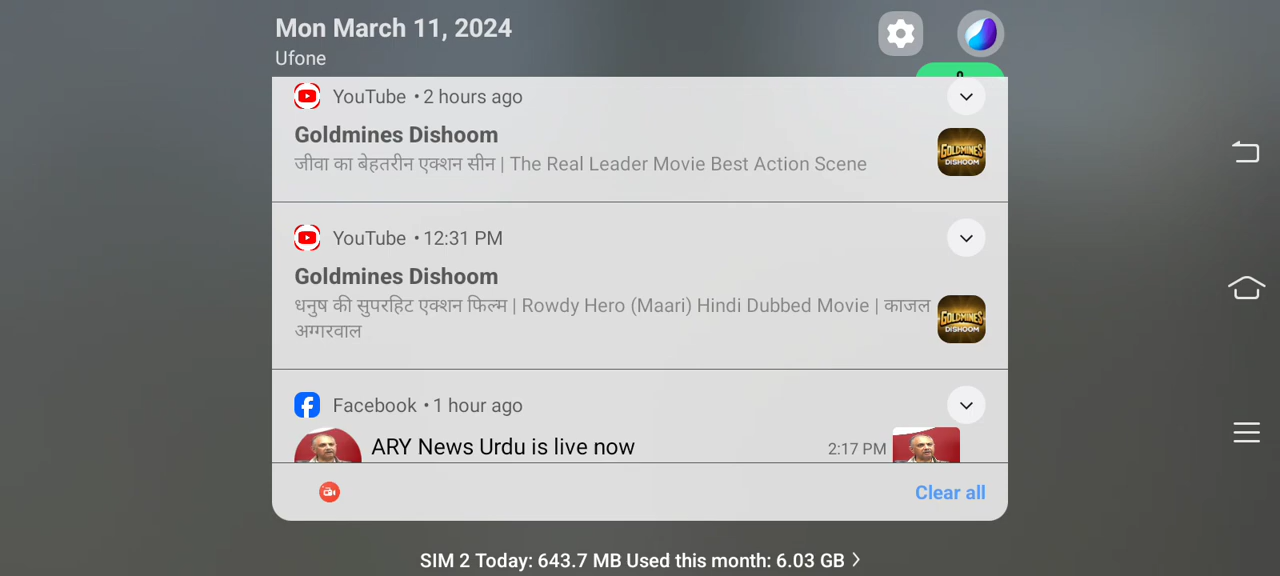 Mon March 11, 2024
Ufone
YouTube • 2 hours ago
Goldmines Dishoom
जीवा का बेहतरीन एक्शन सीन | The Real Leader Movie Best Action Scene
GOLDMINES
DISHOOM
YouTube • 12:31 PM
Goldmines Dishoom
धनुष की सुपरहिट एक्शन फिल्म | Rowdy Hero (Maari) Hindi Dubbed Movie | काजल
अग्गरवाल
GOLDMINES
DISHOOM
Facebook • 1 hour ago
ARY News Urdu is live now 2:17 PM
Clear all
SIM 2 Today: 643.7 MB Used this month: 6.03 GB